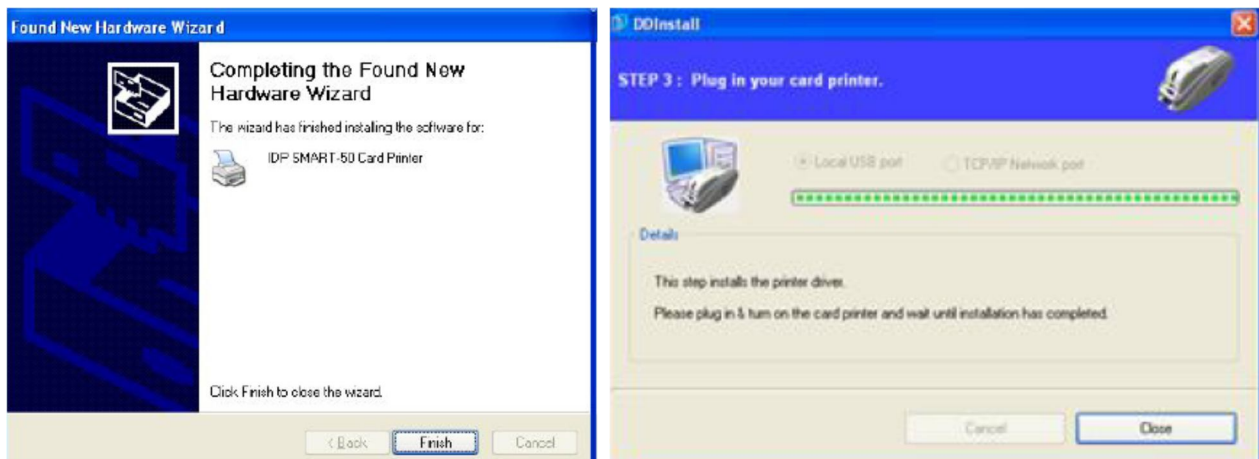 Found New Hardware Wizard
Completing the Found New
Hardware Wizard
The wizard has finished installing the software for:
IDP SMART-50 Card Printer
Click Finish to close the wizard.
< Back
Finish
Cancel
DDInstall
STEP 3 : Plug in your card printer.
Local USB port
TCP/IP Network port
Details
This step installs the printer driver.
Please plug in & turn on the card printer and wait until installation has completed.
Cancel
Close